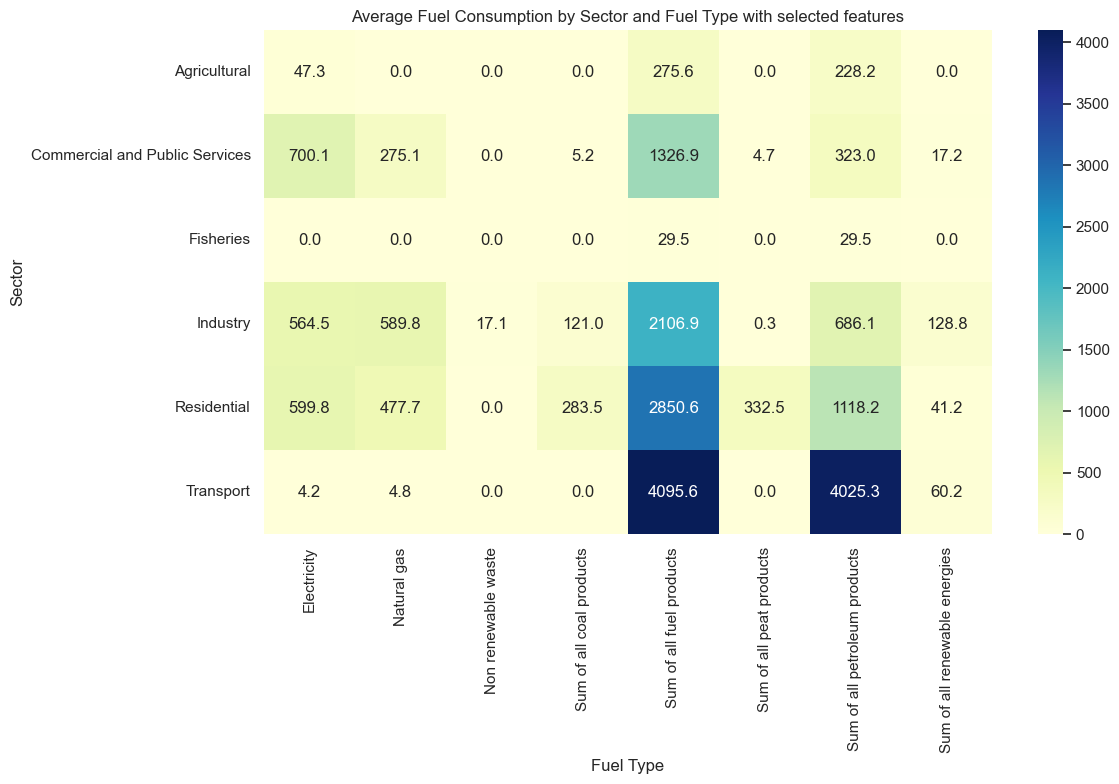 Average Fuel Consumption by Sector and Fuel Type with selected features
Sector
Agricultural 47.3 0.0 0.0 0.0 275.6 0.0 228.2 0.0
Commercial and Public Services 700.1 275.1 0.0 5.2 1326.9 4.7 323.0 17.2
Fisheries 0.0 0.0 0.0 0.0 29.5 0.0 29.5 0.0
Industry 564.5 589.8 17.1 121.0 2106.9 0.3 686.1 128.8
Residential 599.8 477.7 0.0 283.5 2850.6 332.5 1118.2 41.2
Transport 4.2 4.8 0.0 0.0 4095.6 0.0 4025.3 60.2
Electricity
Natural gas
Non renewable waste
Sum of all coal products
Sum of all fuel products
Sum of all peat products
Sum of all petroleum products
Sum of all renewable energies
Fuel Type
4000
3500
3000
2500
2000
1500
1000
500
0